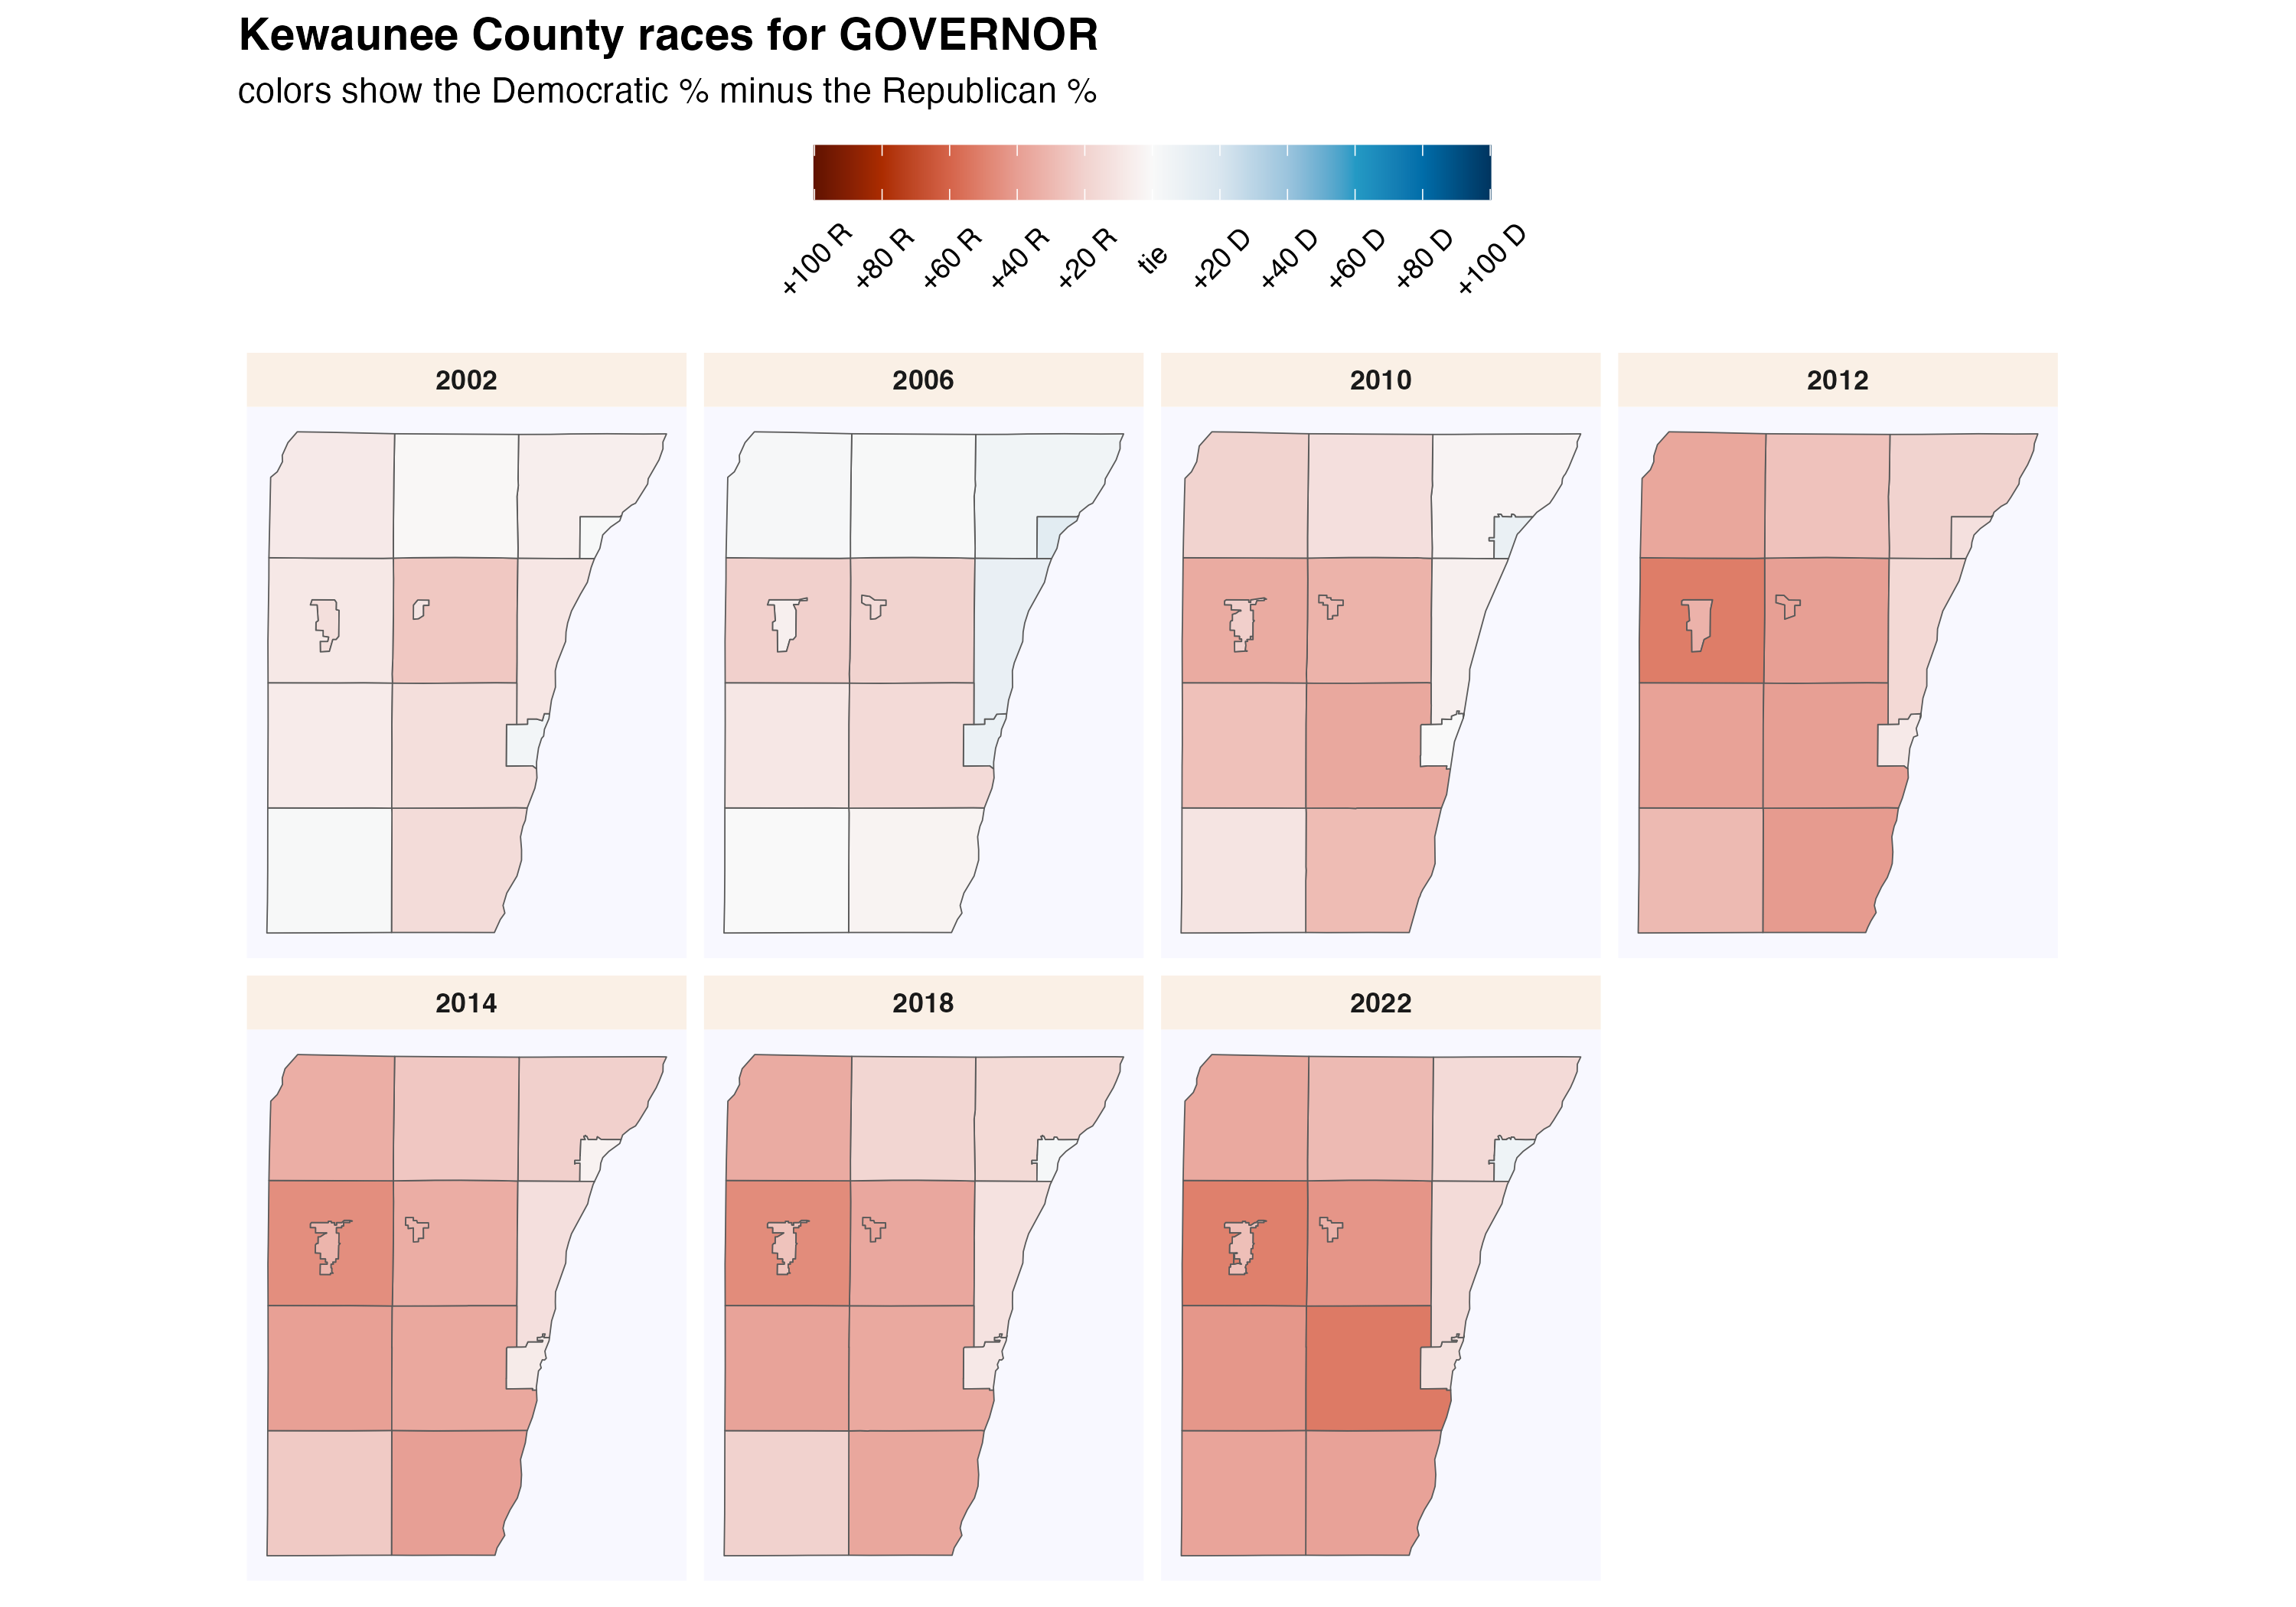 Kewaunee County races for GOVERNOR
colors show the Democratic % minus the Republican %
+100 R
+80 R
+60 R
+40 R
+20 R
tie
+20 D
+40 D
+60 D
+80 D
+100 D
2002
2006
2010
2012
2014
2018
2022